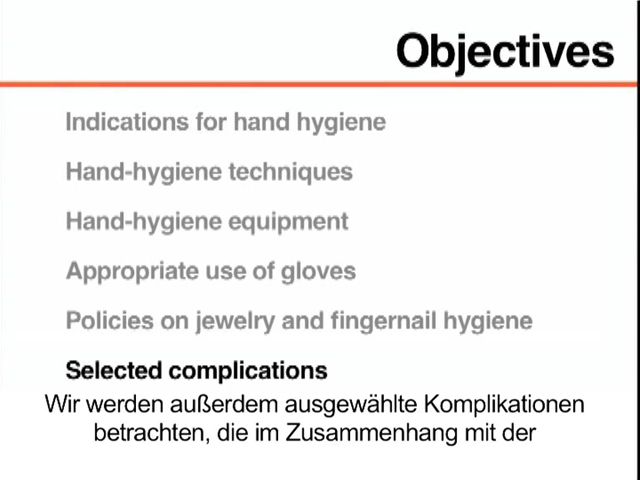 Objectives
Indications for hand hygiene
Hand-hygiene techniques
Hand-hygiene equipment
Appropriate use of gloves
Policies on jewelry and fingernail hygiene
Selected complications
Wir werden außerdem ausgewählte Komplikationen
betrachten, die im Zusammenhang mit der